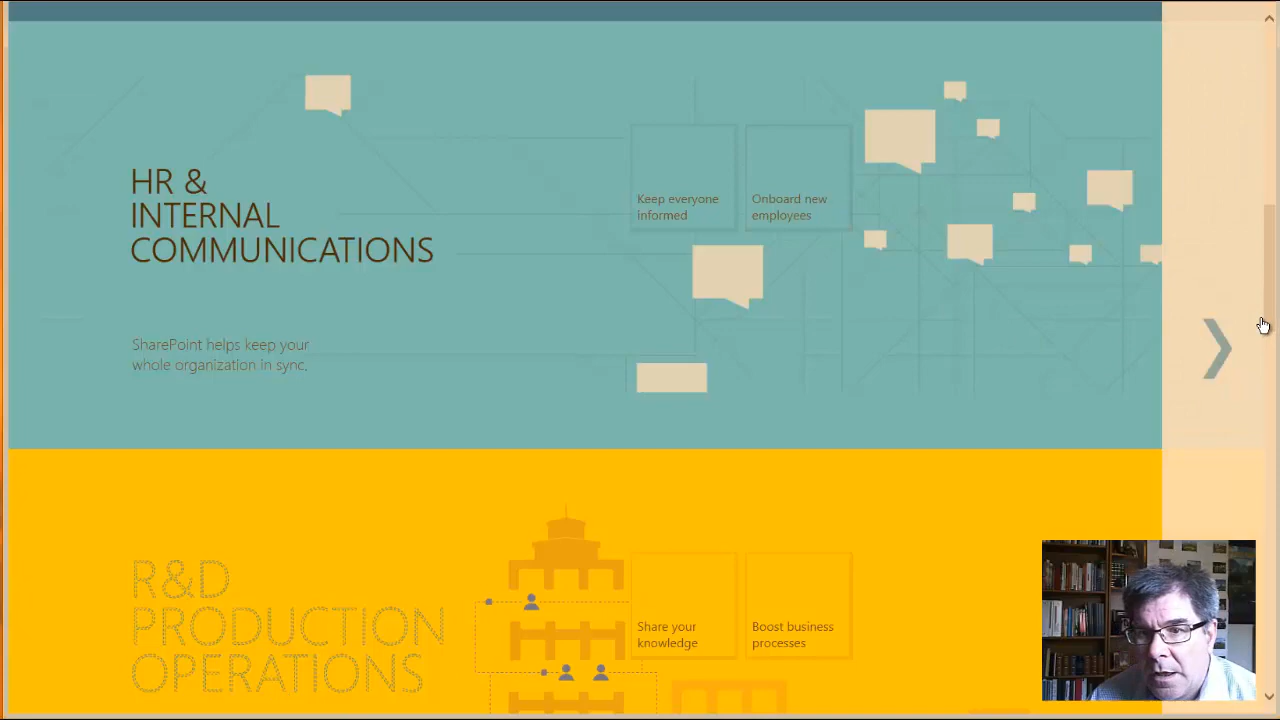 HR &
INTERNAL
COMMUNICATIONS
SharePoint helps keep your
whole organization in sync.
Keep everyone
informed
Onboard new
employees
R&D
PRODUCTION
OPERATIONS
Share your
knowledge
Boost business
processes